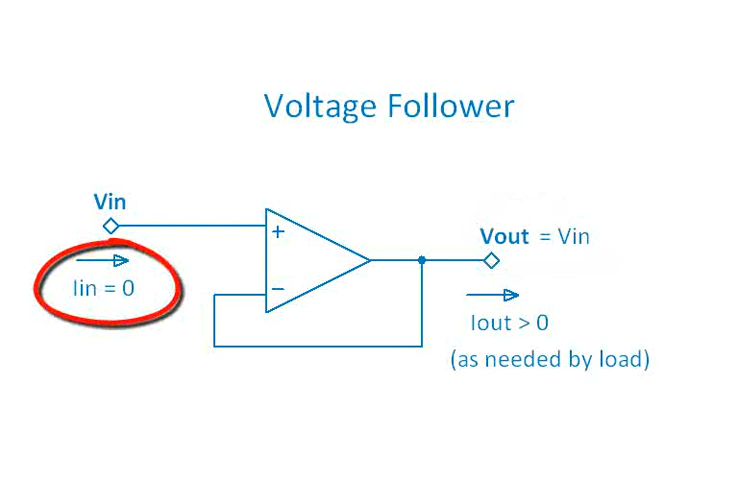 Voltage Follower
Vin
+
Vout = Vin
Iin = 0
−
Iout > 0
(as needed by load)